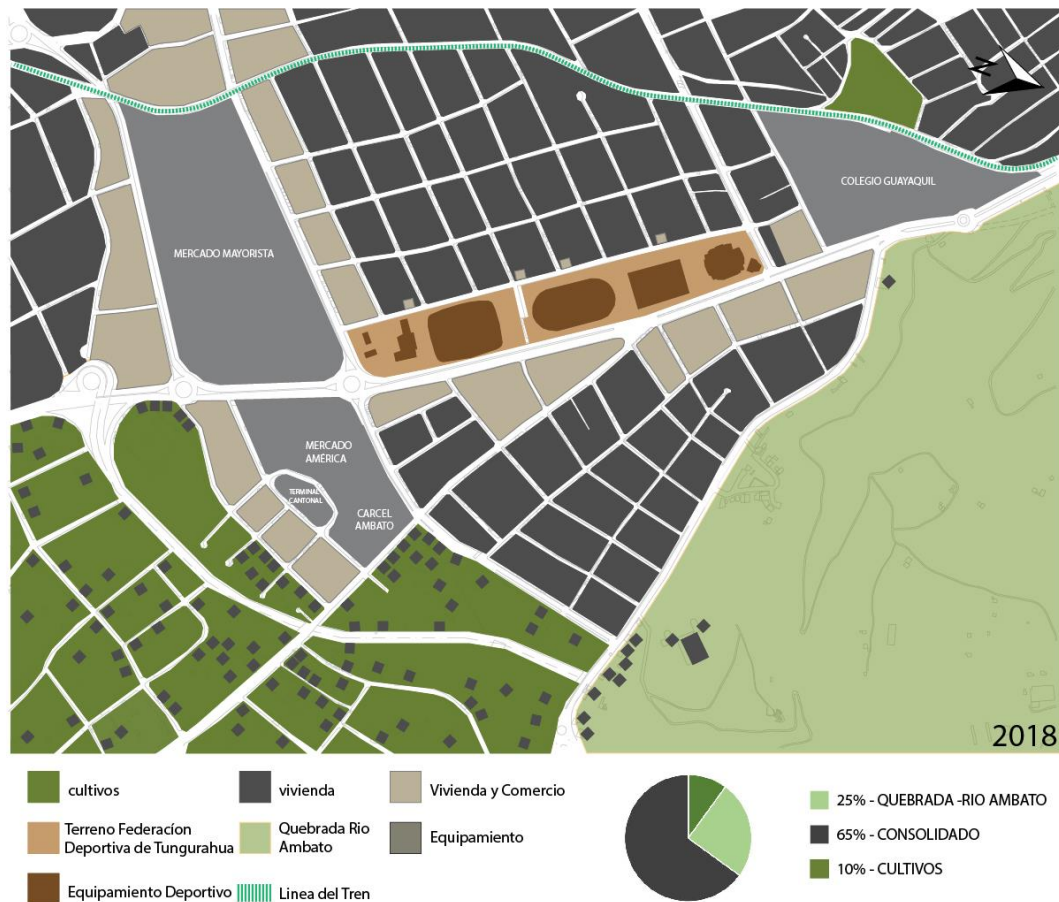 N
COLEGIO GUAYAQUIL
MERCADO MAYORISTA
MERCADO
AMÉRICA
TERMINAL
CANTONAL
CARCEL
AMBATO
2018
cultivos
vivienda
Vivienda y Comercio
Terreno Federacíon
Deportiva de Tungurahua
Quebrada Rio
Ambato
Equipamiento
Equipamiento Deportivo
Linea del Tren
25% - QUEBRADA -RIO AMBATO
65% - CONSOLIDADO
10% - CULTIVOS